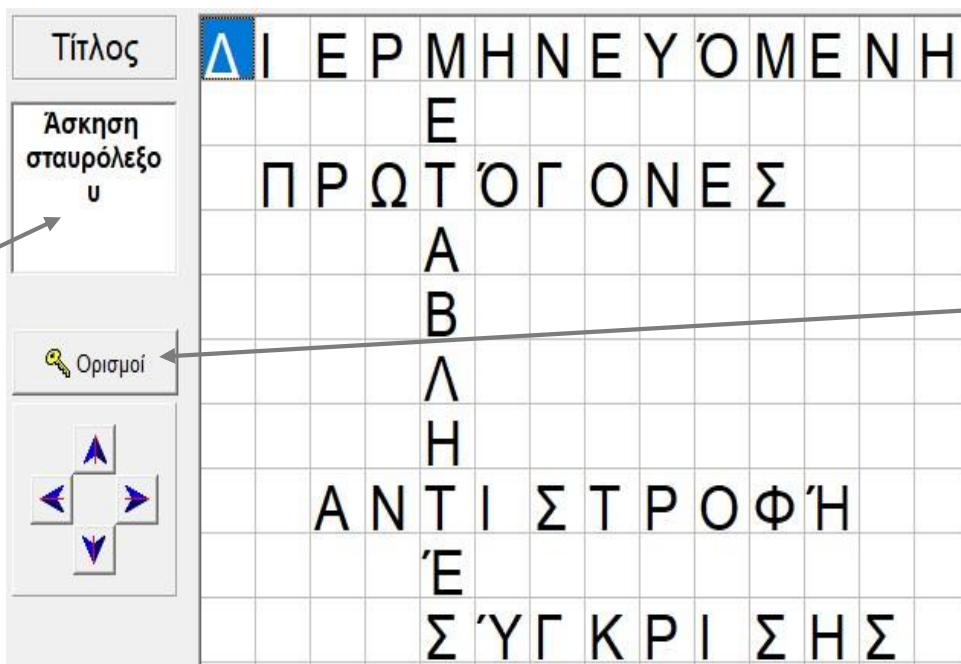 Τίτλος
Άσκηση
σταυρόλεξο
υ
Ορισμοί
ΔΙΕΡΜΗΝΕΥΌΜΕΝΗ
Ε
ΠΡΩΤΌΓΟΝΕΣ
Α
Β
Λ
Η
ΑΝΤΙΣΤΡΟΦΉ
Έ
ΣΎΓΚΡΙΣΗΣ